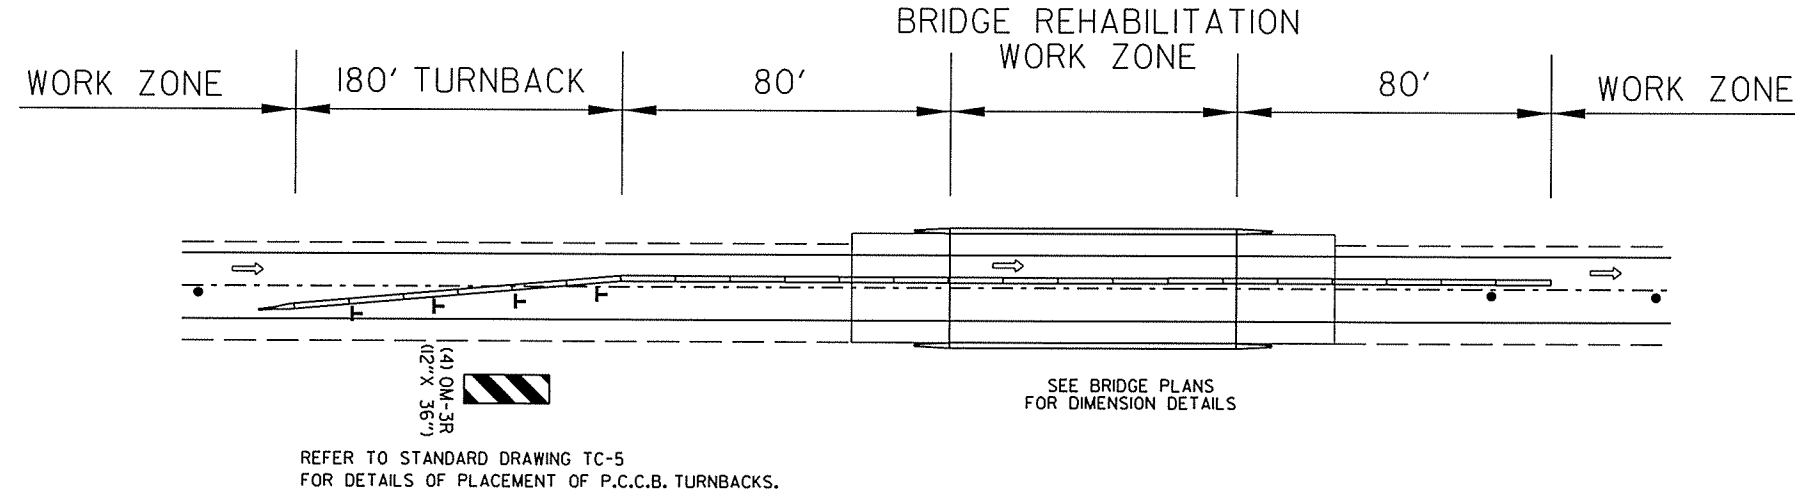 BRIDGE REHABILITATION
WORK ZONE
WORK ZONE
180' TURNBACK
80'
80'
WORK ZONE
(4) OM-3R
(12"X 36")
SEE BRIDGE PLANS
FOR DIMENSION DETAILS
REFER TO STANDARD DRAWING TC-5
FOR DETAILS OF PLACEMENT OF P.C.C.B. TURNBACKS.